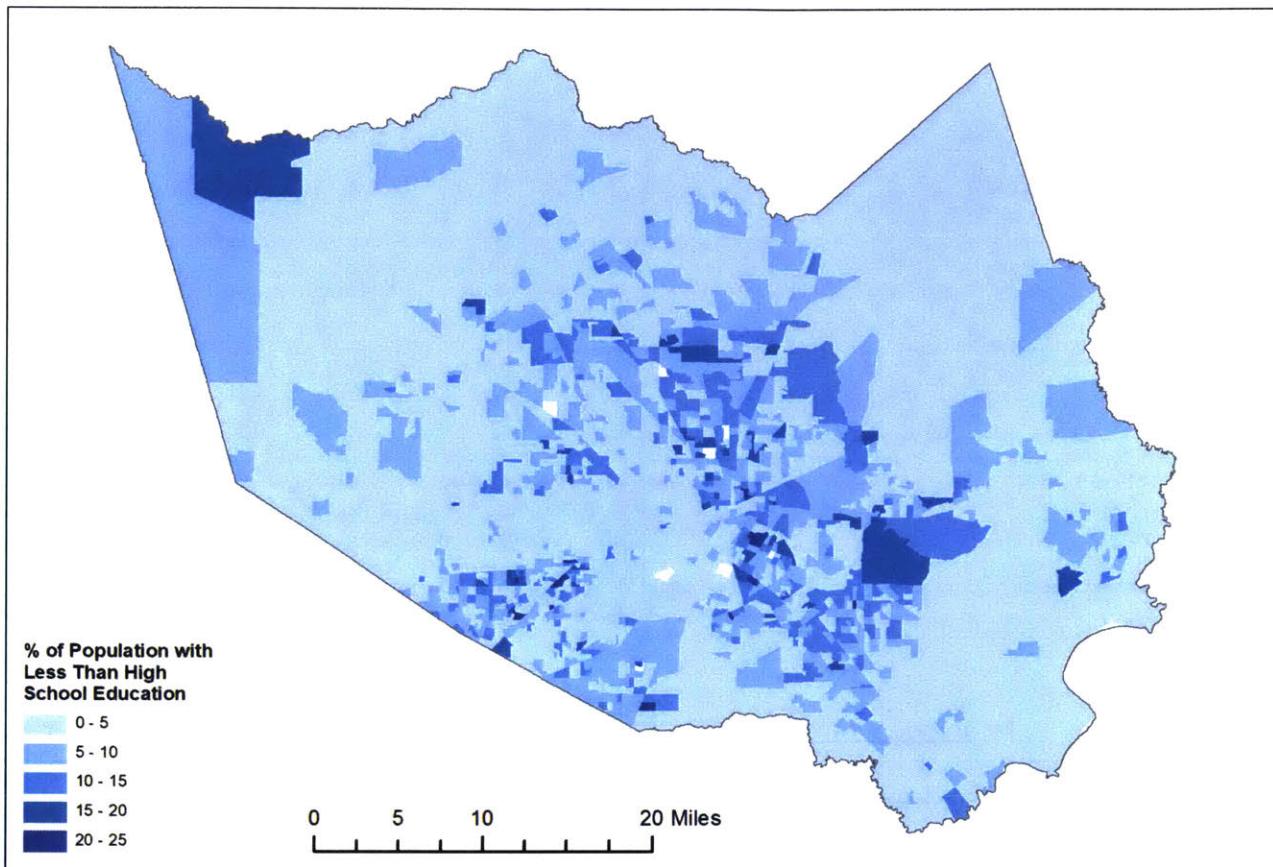 % of Population with
Less Than High
School Education
0 - 5
5 - 10
10 - 15
15 - 20
20 - 25
0 5 10 20 Miles